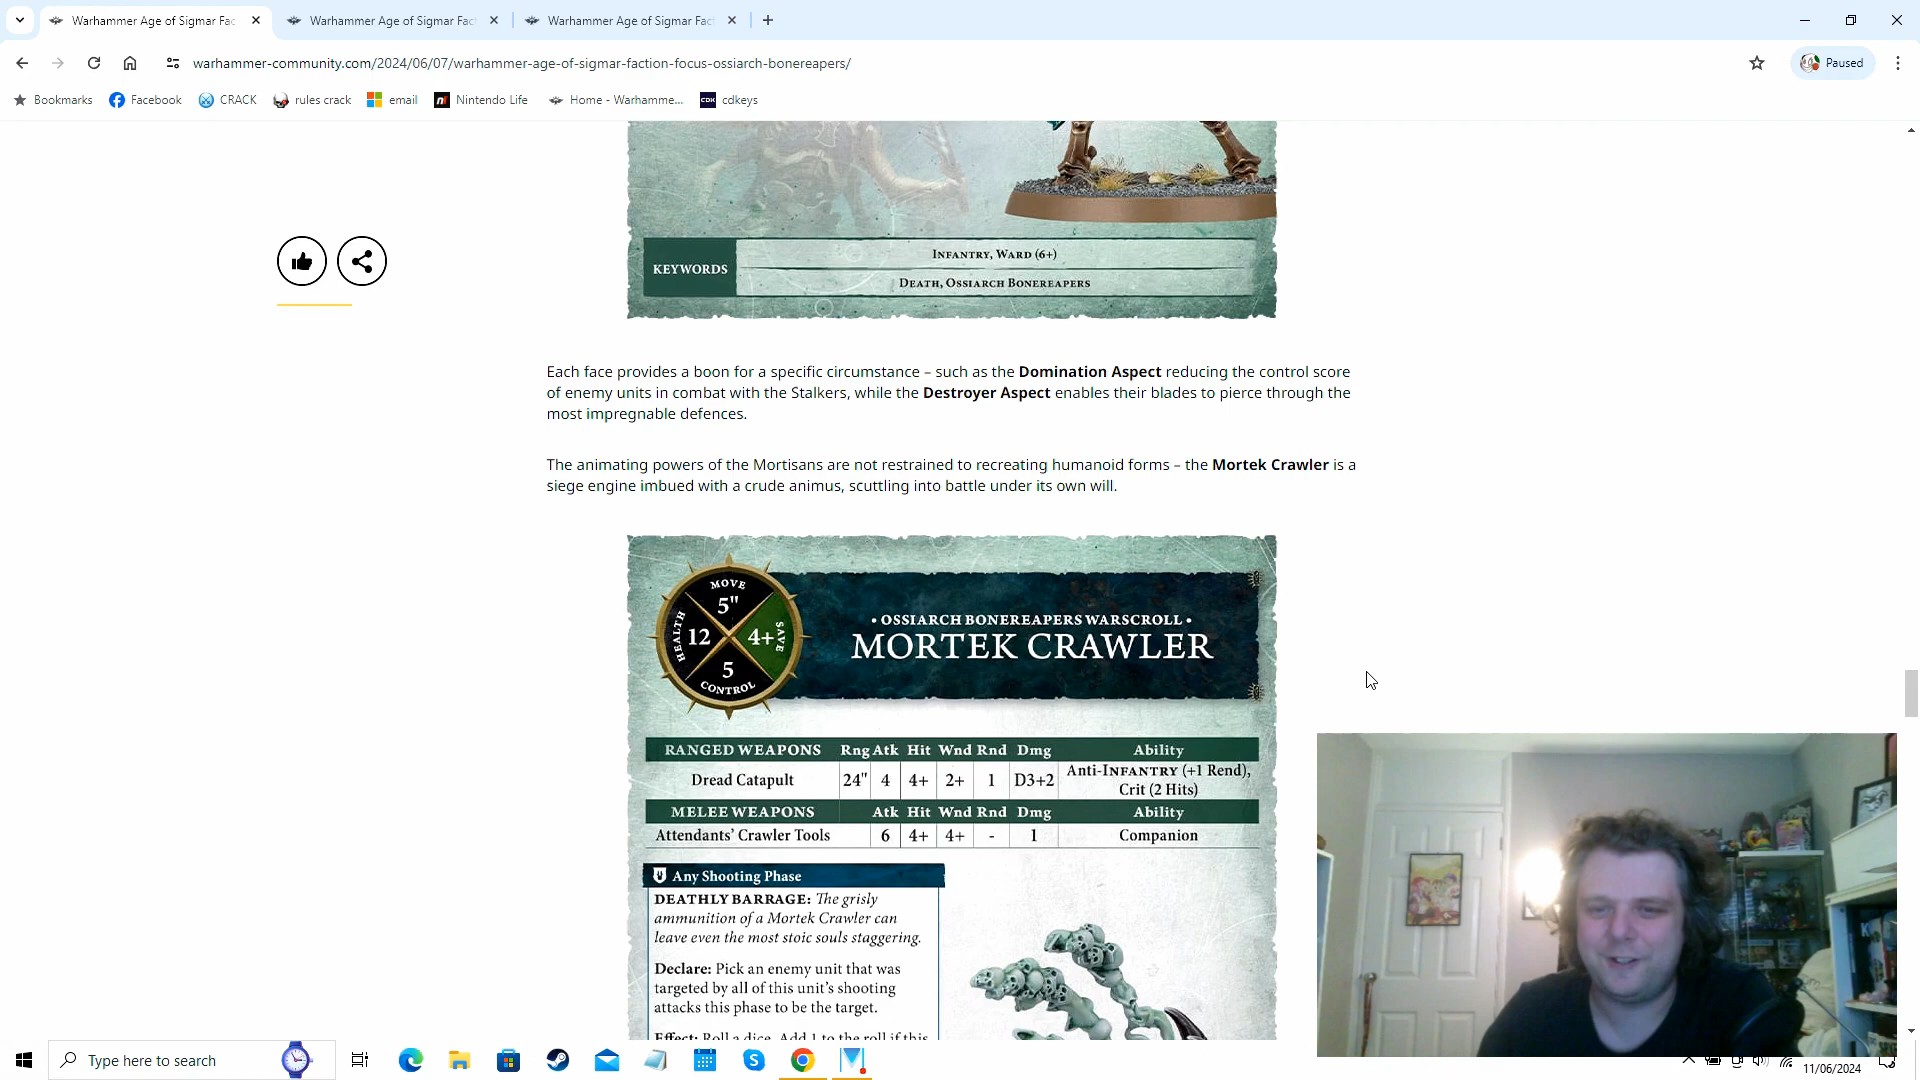 Warhammer Age of Sigmar Fac
Warhammer Age of Sigmar Fac
Warhammer Age of Sigmar Fac
warhammer-community.com/2024/06/07/warhammer-age-of-sigmar-faction-focus-ossiarch-bonereapers/
Paused
Bookmarks
Facebook
CRACK
rules crack
email
Nintendo Life
Home - Warhamme...
CDK
cdkeys
KEYWORDS
Infantry, Ward (6+)
Death, Ossiarch Bonereapers
Each face provides a boon for a specific circumstance – such as the Domination Aspect reducing the control score
of enemy units in combat with the Stalkers, while the Destroyer Aspect enables their blades to pierce through the
most impregnable defences.
The animating powers of the Mortisans are not restrained to recreating humanoid forms – the Mortek Crawler is a
siege engine imbued with a crude animus, scuttling into battle under its own will.
MOVE
5"
HEALTH
12
4+
SAVE
5
CONTROL
• OSSIARCH BONEREAPERS WARSCROLL •
MORTEK CRAWLER
RANGED WEAPONS Rng Atk Hit Wnd Rnd Dmg Ability
Dread Catapult 24" 4 4+ 2+ 1 D3+2 Anti-Infantry (+1 Rend),
Crit (2 Hits)
MELEE WEAPONS Atk Hit Wnd Rnd Dmg Ability
Attendants' Crawler Tools 6 4+ 4+ - 1 Companion
Any Shooting Phase
DEATHLY BARRAGE: The grisly
ammunition of a Mortek Crawler can
leave even the most stoic souls staggering.
Declare: Pick an enemy unit that was
targeted by all of this unit's shooting
attacks this phase to be the target.
Effect: Roll a dice. Add 1 to the roll if this
Type here to search
11/06/2024